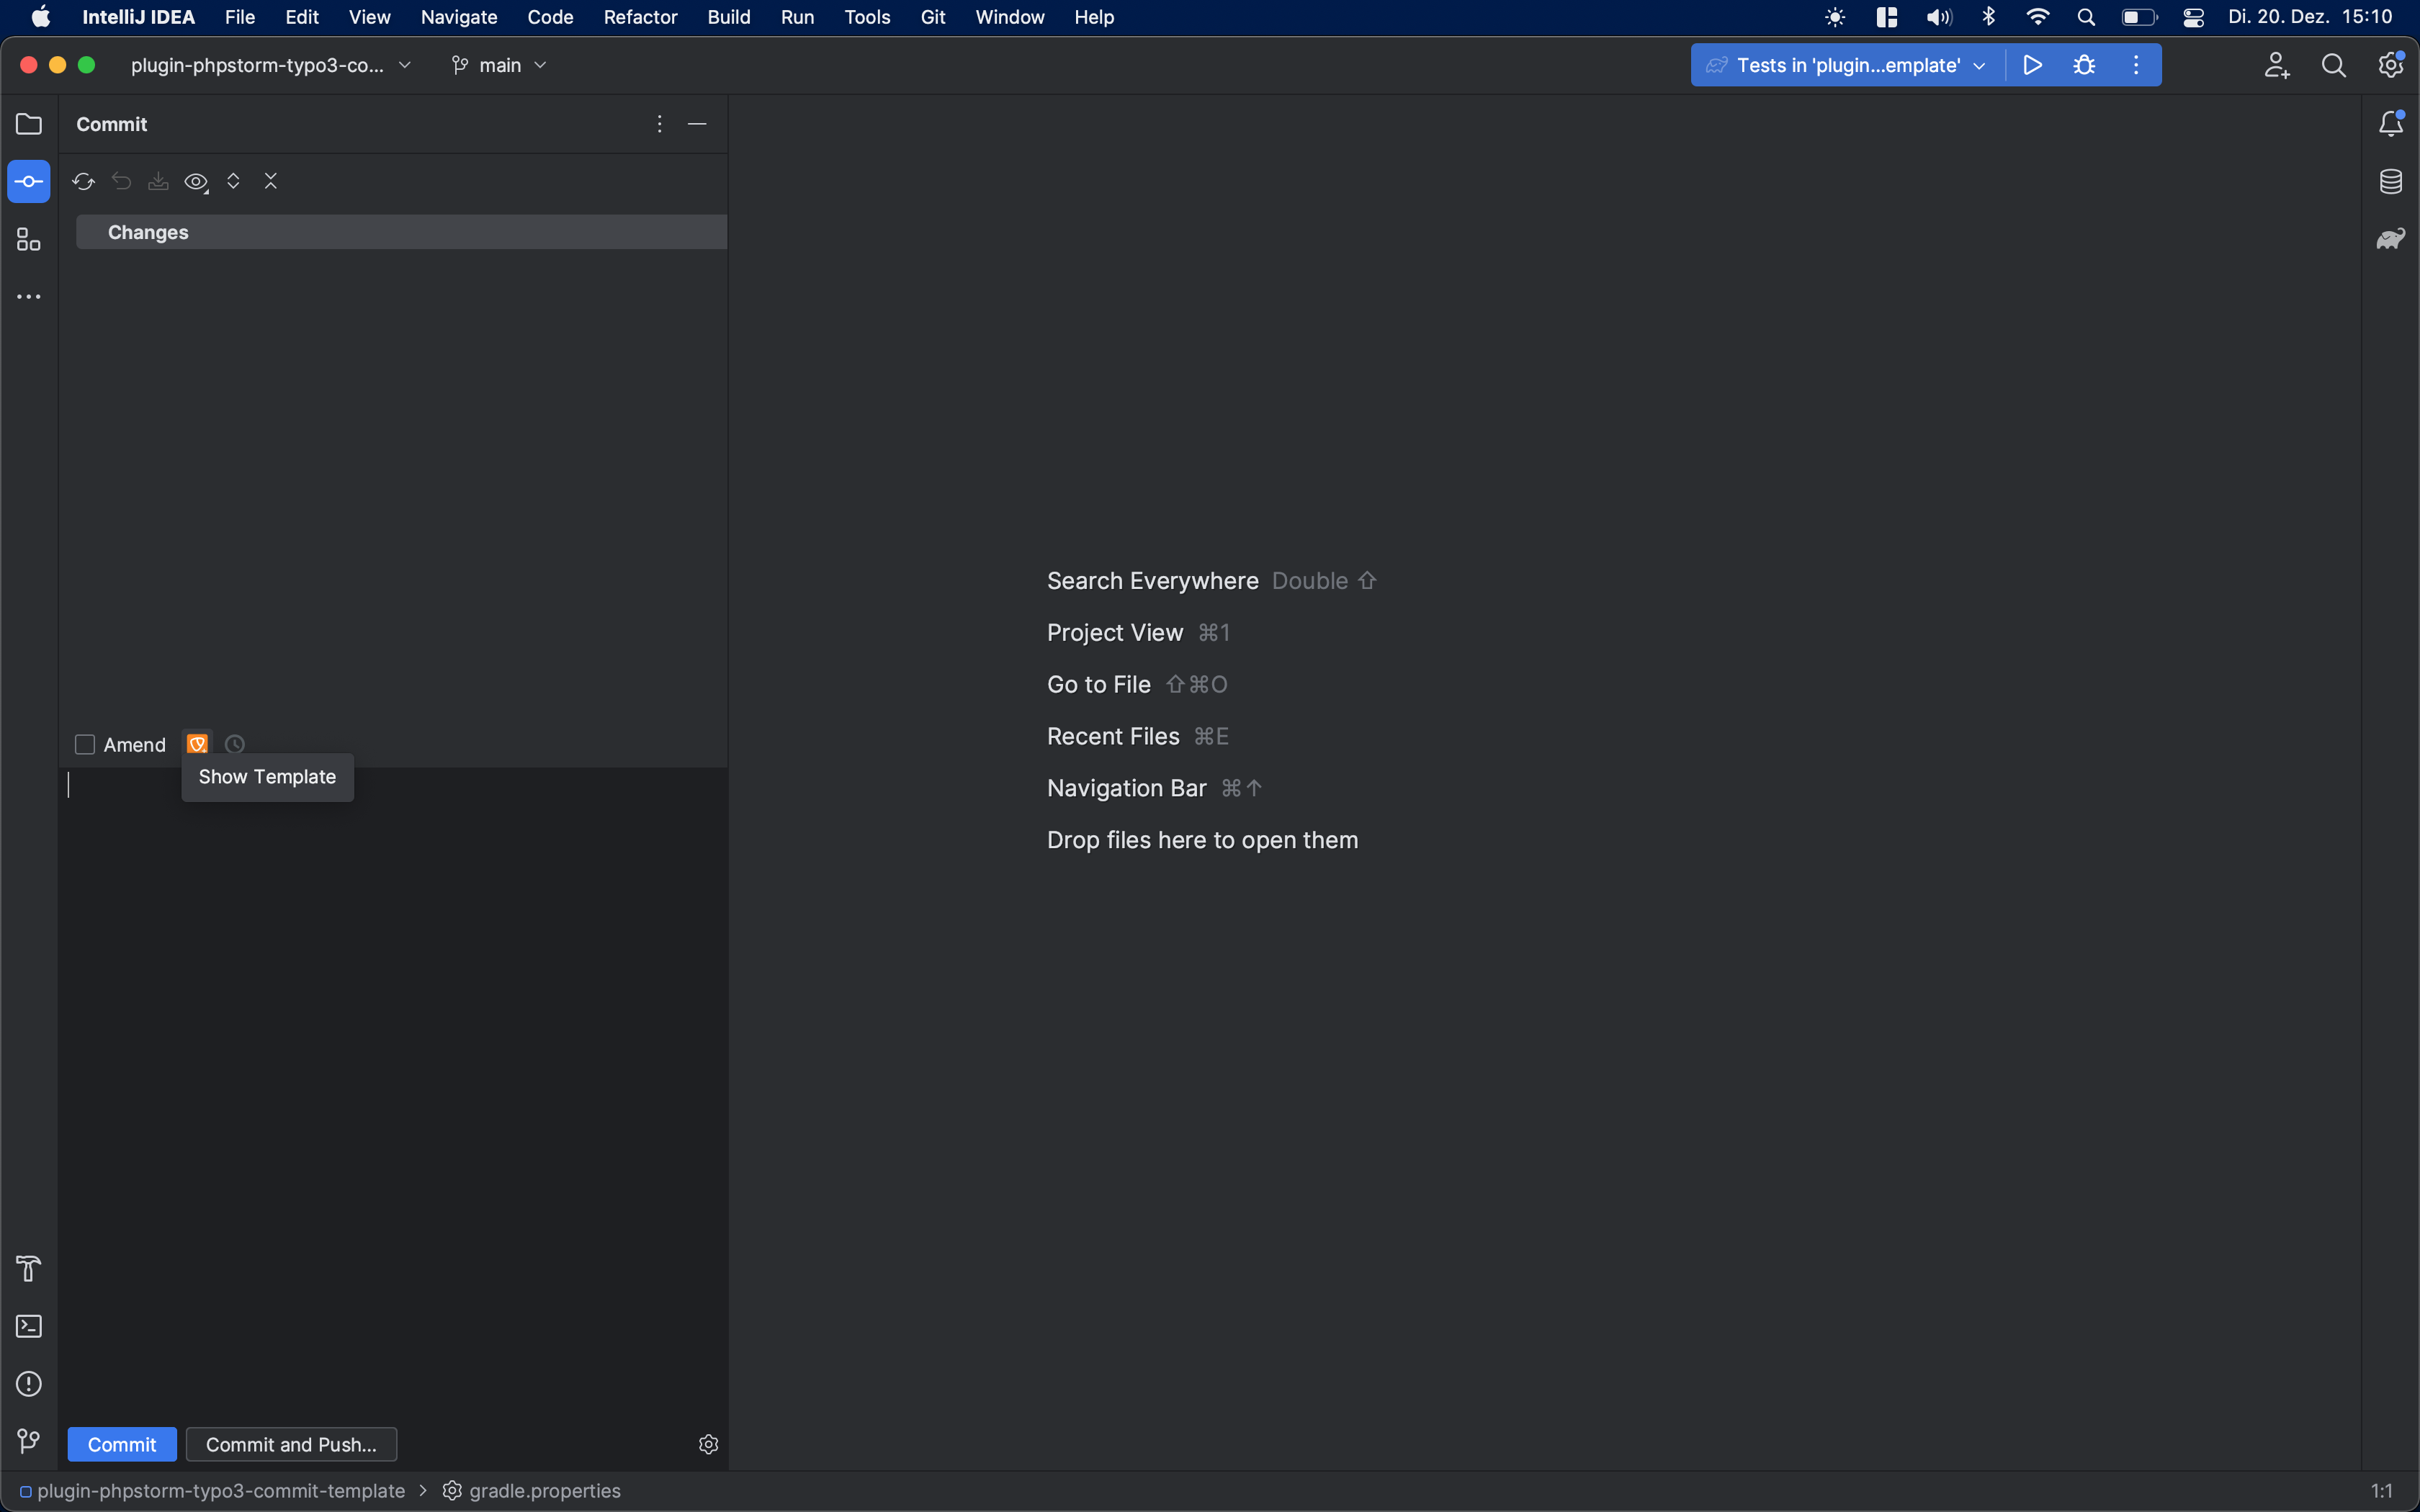 IntelliJ IDEA File Edit View Navigate Code Refactor Build Run Tools Git Window Help Di. 20. Dez. 15:10
plugin-phpstorm-typo3-co... main Tests in 'plugin...emplate'
Commit
Changes
Search Everywhere Double ⇧
Project View ⌘1
Go to File ⇧⌘O
Recent Files ⌘E
Navigation Bar ⌘↑
Drop files here to open them
Amend
Show Template
Commit Commit and Push...
plugin-phpstorm-typo3-commit-template > gradle.properties 1:1